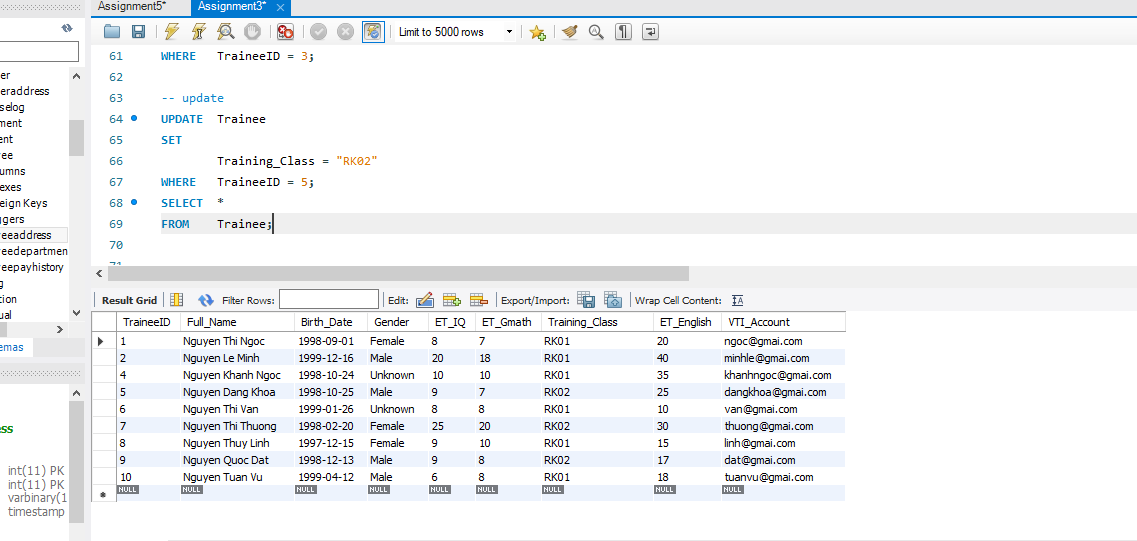 Assignment5* Assignment3* ×
Limit to 5000 rows
61 WHERE TraineeID = 3;
62
63 -- update
64 UPDATE Trainee
65 SET
66 Training_Class = "RK02"
67 WHERE TraineeID = 5;
68 SELECT *
69 FROM Trainee;
70
er
eraddress
selog
ment
ent
ee
lumns
exes
eign Keys
ggers
eeaddress
eedepartmen
eepayhistory
g
tion
ual
emas
ess
int(11) PK
int(11) PK
varbinary(1
timestamp
Result Grid Filter Rows: Edit: Export/Import: Wrap Cell Content: IA
TraineeID Full_Name Birth_Date Gender ET_IQ ET_Gmath Training_Class ET_English VTI_Account
1 Nguyen Thi Ngoc 1998-09-01 Female 8 7 RK01 20 ngoc@gmai.com
2 Nguyen Le Minh 1999-12-16 Male 20 18 RK01 40 minhle@gmai.com
4 Nguyen Khanh Ngoc 1998-10-24 Unknown 10 10 RK01 35 khanhngoc@gmai.com
5 Nguyen Dang Khoa 1998-10-25 Male 9 7 RK02 25 dangkhoa@gmai.com
6 Nguyen Thi Van 1999-01-26 Unknown 8 8 RK01 10 van@gmai.com
7 Nguyen Thi Thuong 1998-02-20 Female 25 20 RK02 30 thuong@gmai.com
8 Nguyen Thuy Linh 1997-12-15 Female 9 10 RK01 15 linh@gmai.com
9 Nguyen Quoc Dat 1998-12-13 Male 9 8 RK02 17 dat@gmai.com
10 Nguyen Tuan Vu 1999-04-12 Male 6 8 RK01 18 tuanvu@gmai.com
NULL NULL NULL NULL NULL NULL NULL NULL NULL